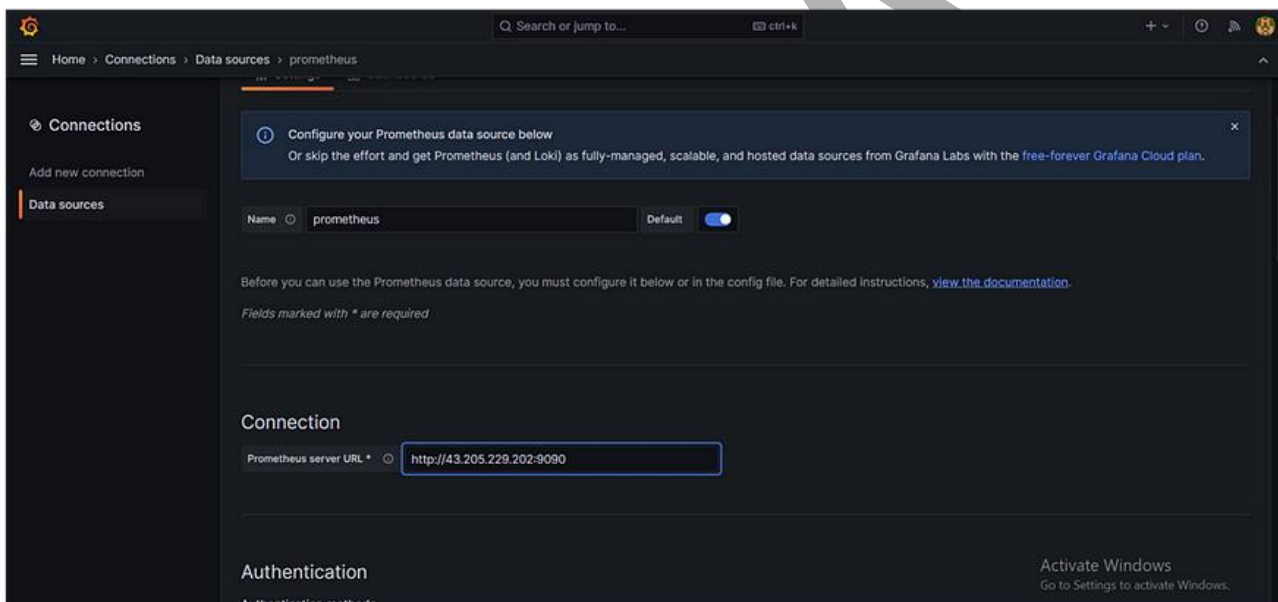 Search or jump to... ctrl+k
Home › Connections › Data sources › prometheus
Connections
Add new connection
Data sources
Configure your Prometheus data source below
Or skip the effort and get Prometheus (and Loki) as fully-managed, scalable, and hosted data sources from Grafana Labs with the free-forever Grafana Cloud plan.
Name prometheus Default
Before you can use the Prometheus data source, you must configure it below or in the config file. For detailed instructions, view the documentation.
Fields marked with * are required
Connection
Prometheus server URL * http://43.205.229.202:9090
Authentication
Activate Windows
Go to Settings to activate Windows.